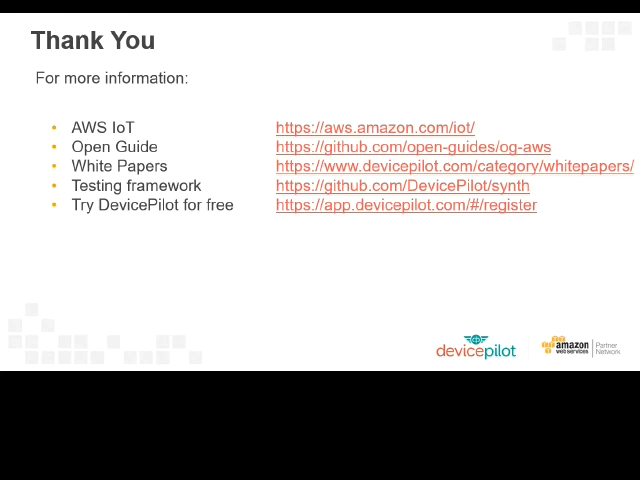 Thank You
For more information:
• AWS IoT https://aws.amazon.com/iot/
• Open Guide https://github.com/open-guides/og-aws
• White Papers https://www.devicepilot.com/category/whitepapers/
• Testing framework https://github.com/DevicePilot/synth
• Try DevicePilot for free https://app.devicepilot.com/#/register
devicepilot
amazon web services Partner Network